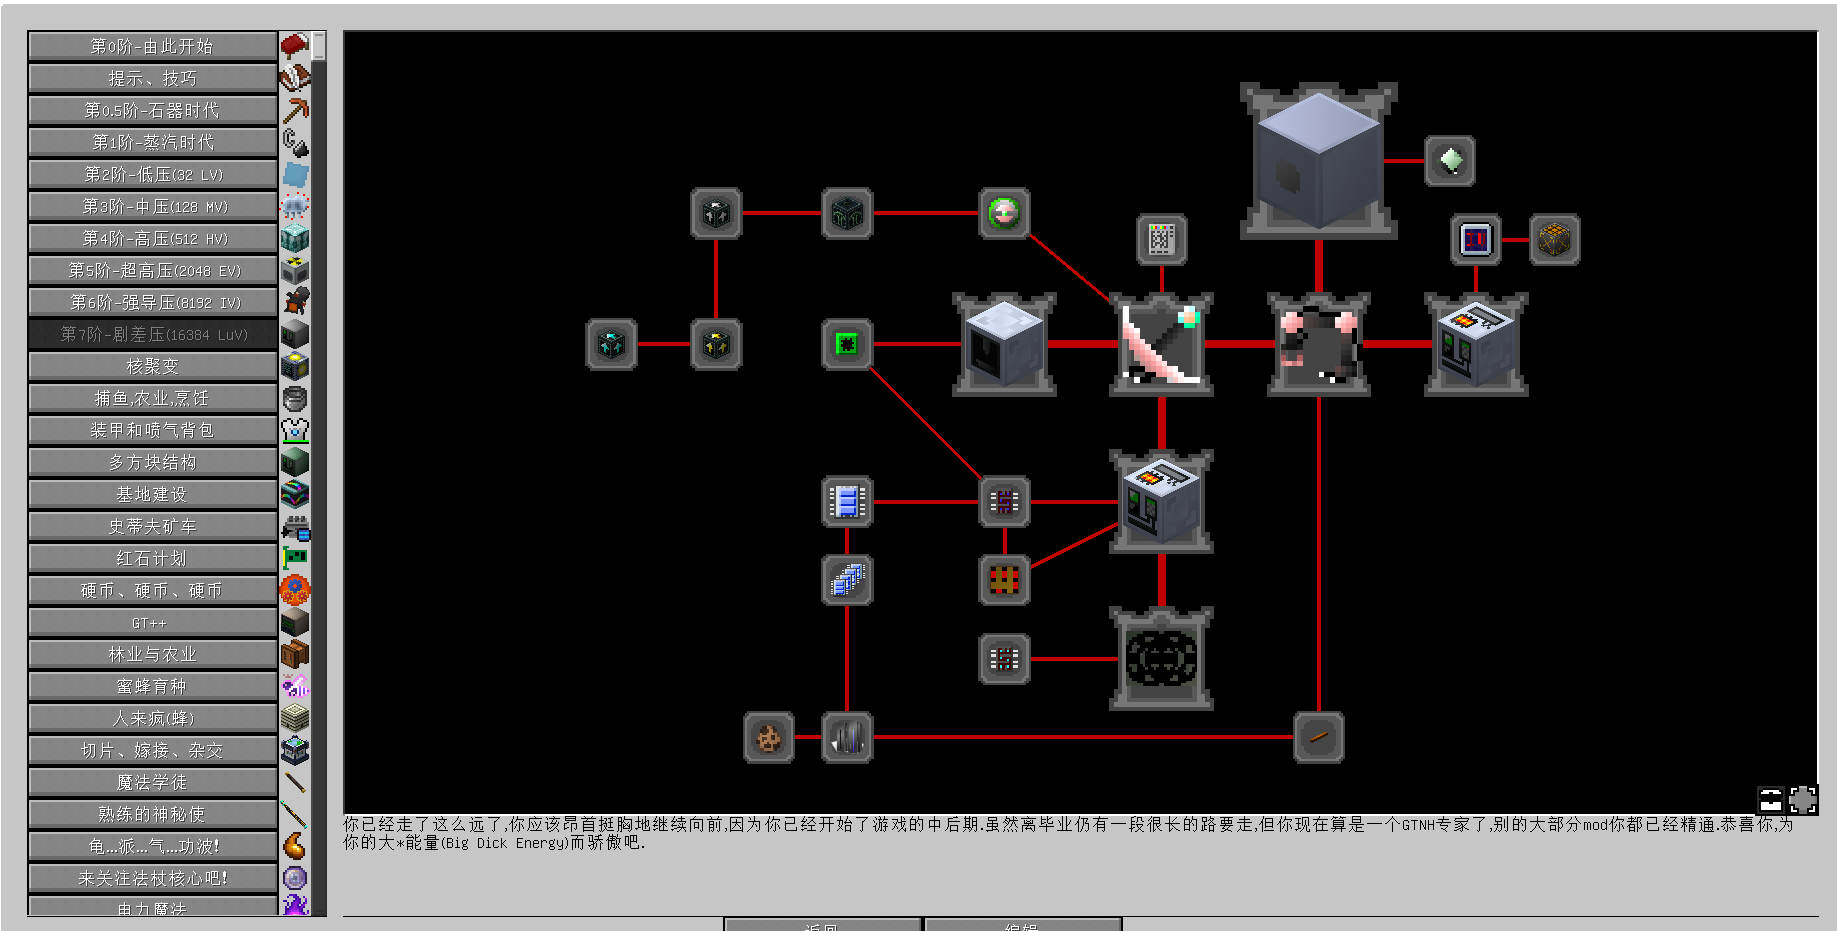 第0阶-由此开始
提示、技巧
第0.5阶-石器时代
第1阶-蒸汽时代
第2阶-低压(32 LV)
第3阶-中压(128 MV)
第4阶-高压(512 HV)
第5阶-超高压(2048 EV)
第6阶-强导压(8192 IV)
第7阶-剧差压(16384 LuV)
核聚变
捕鱼,农业,烹饪
装甲和喷气背包
多方块结构
基地建设
史蒂夫矿车
红石计划
硬币、硬币、硬币
GT++
林业与农业
蜜蜂育种
人来疯(蜂)
切片、嫁接、杂交
魔法学徒
熟练的神秘使
龟...派...气...功波!
来关注法杖核心吧!
电力魔法
你已经走了这么远了,你应该昂首挺胸地继续向前,因为你已经开始了游戏的中后期.虽然离毕业仍有一段很长的路要走,但你现在算是一个GTNH专家了,别的大部分mod你都已经精通.恭喜你,为
你的大*能量(Big Dick Energy)而骄傲吧.
返回
编辑